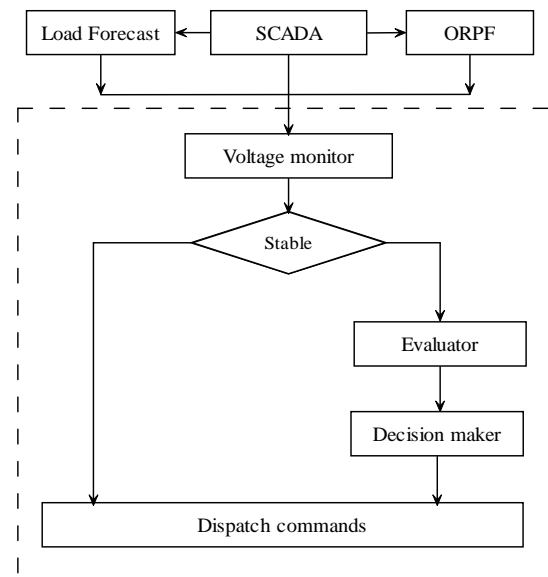 Load Forecast
SCADA
ORPF
Voltage monitor
Stable
Evaluator
Decision maker
Dispatch commands